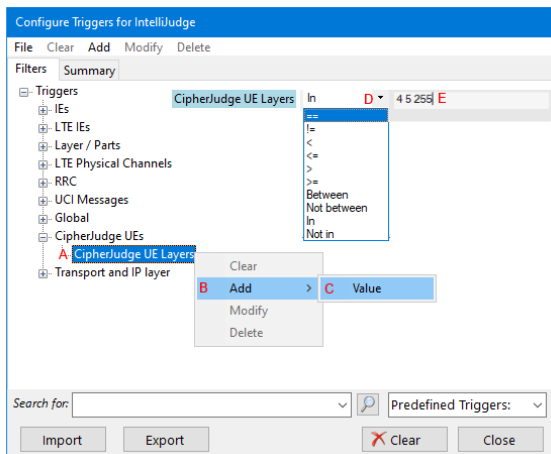 Configure Triggers for IntelliJudge
File Clear Add Modify Delete
Filters Summary
Triggers
CipherJudge UE Layers In D 4 5 255 E
IEs
==
LTE IEs
!=
<
Layer / Parts
<=
LTE Physical Channels
>
RRC
>=
UCI Messages
Between
Not between
Global
In
CipherJudge UEs
Not in
A CipherJudge UE Layers
Clear
Transport and IP layer
B Add > C Value
Modify
Delete
Search for: Predefined Triggers:
Import Export Clear Close